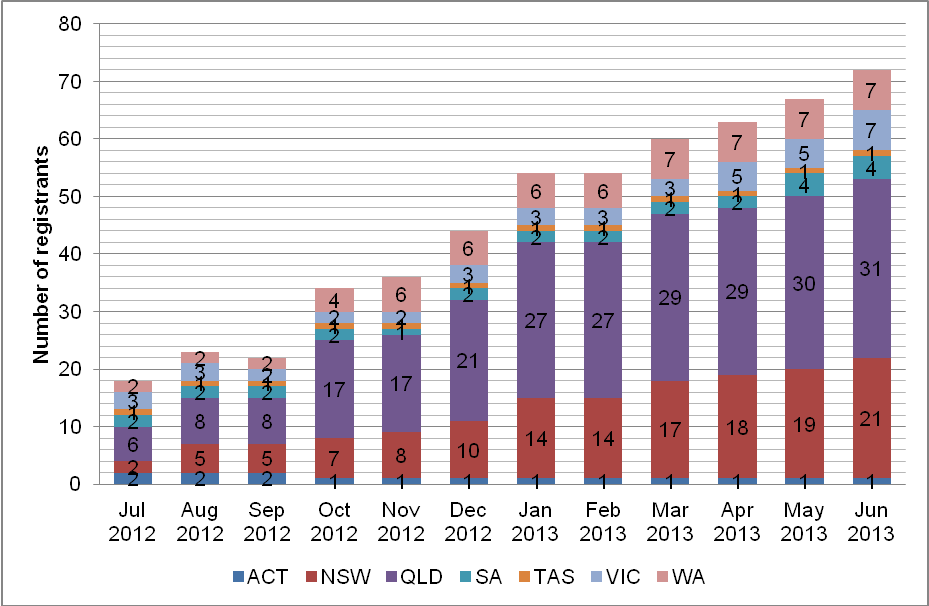 80
70
60
50
40
30
20
10
0
Number of registrants
2 2 6 2 1 3 2
2 5 8 2 1 3 2
2 5 8 2 1 2 2
1 7 17 2 1 2 4
1 8 17 1 1 2 6
1 10 21 2 1 3 6
1 14 27 2 1 3 6
1 14 27 2 1 3 6
1 17 29 2 1 3 7
1 18 29 2 1 5 7
1 19 30 4 1 5 7
1 21 31 4 1 7 7
Jul Aug Sep Oct Nov Dec Jan Feb Mar Apr May Jun
2012 2012 2012 2012 2012 2012 2013 2013 2013 2013 2013 2013
ACT NSW QLD SA TAS VIC WA